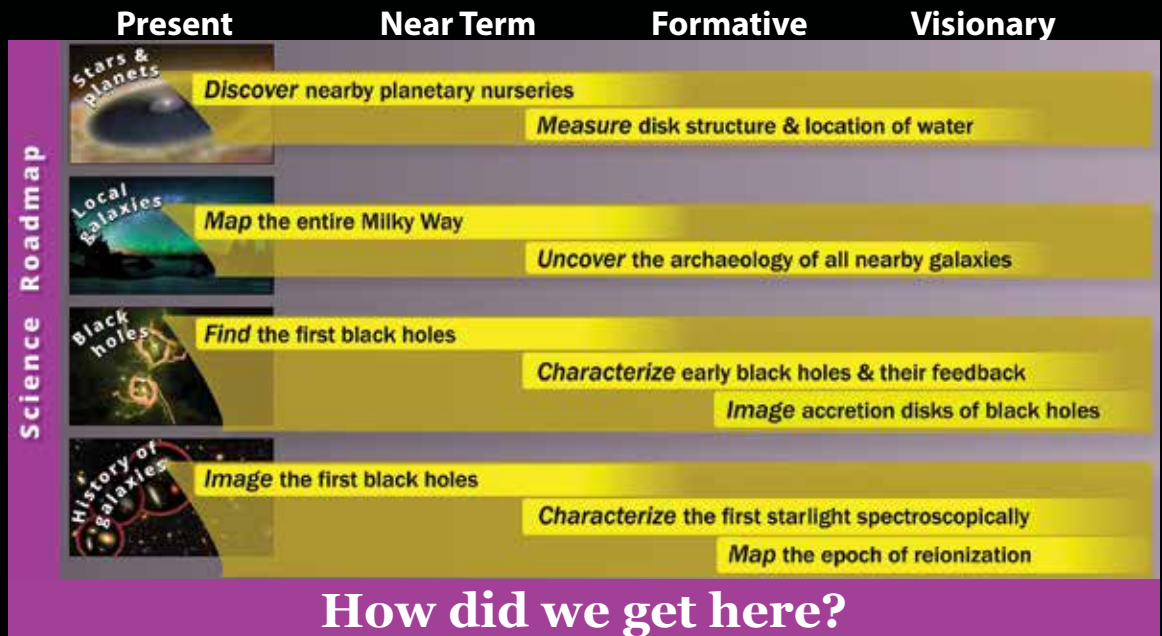 Present Near Term Formative Visionary
Science Roadmap
Stars &
planets
Discover nearby planetary nurseries
Measure disk structure & location of water
Local
galaxies
Map the entire Milky Way
Uncover the archaeology of all nearby galaxies
Black
holes
Find the first black holes
Characterize early black holes & their feedback
Image accretion disks of black holes
History of
galaxies
Image the first black holes
Characterize the first starlight spectroscopically
Map the epoch of reionization
How did we get here?